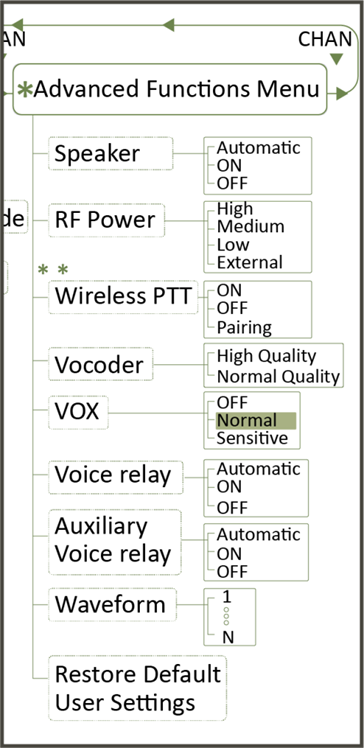 AN
CHAN
*Advanced Functions Menu
Speaker
Automatic
ON
OFF
de
RF Power
High
Medium
Low
External
* *
Wireless PTT
ON
OFF
Pairing
Vocoder
High Quality
Normal Quality
VOX
OFF
Normal
Sensitive
Voice relay
Automatic
ON
OFF
Auxiliary
Voice relay
Automatic
ON
OFF
Waveform
1
N
Restore Default
User Settings